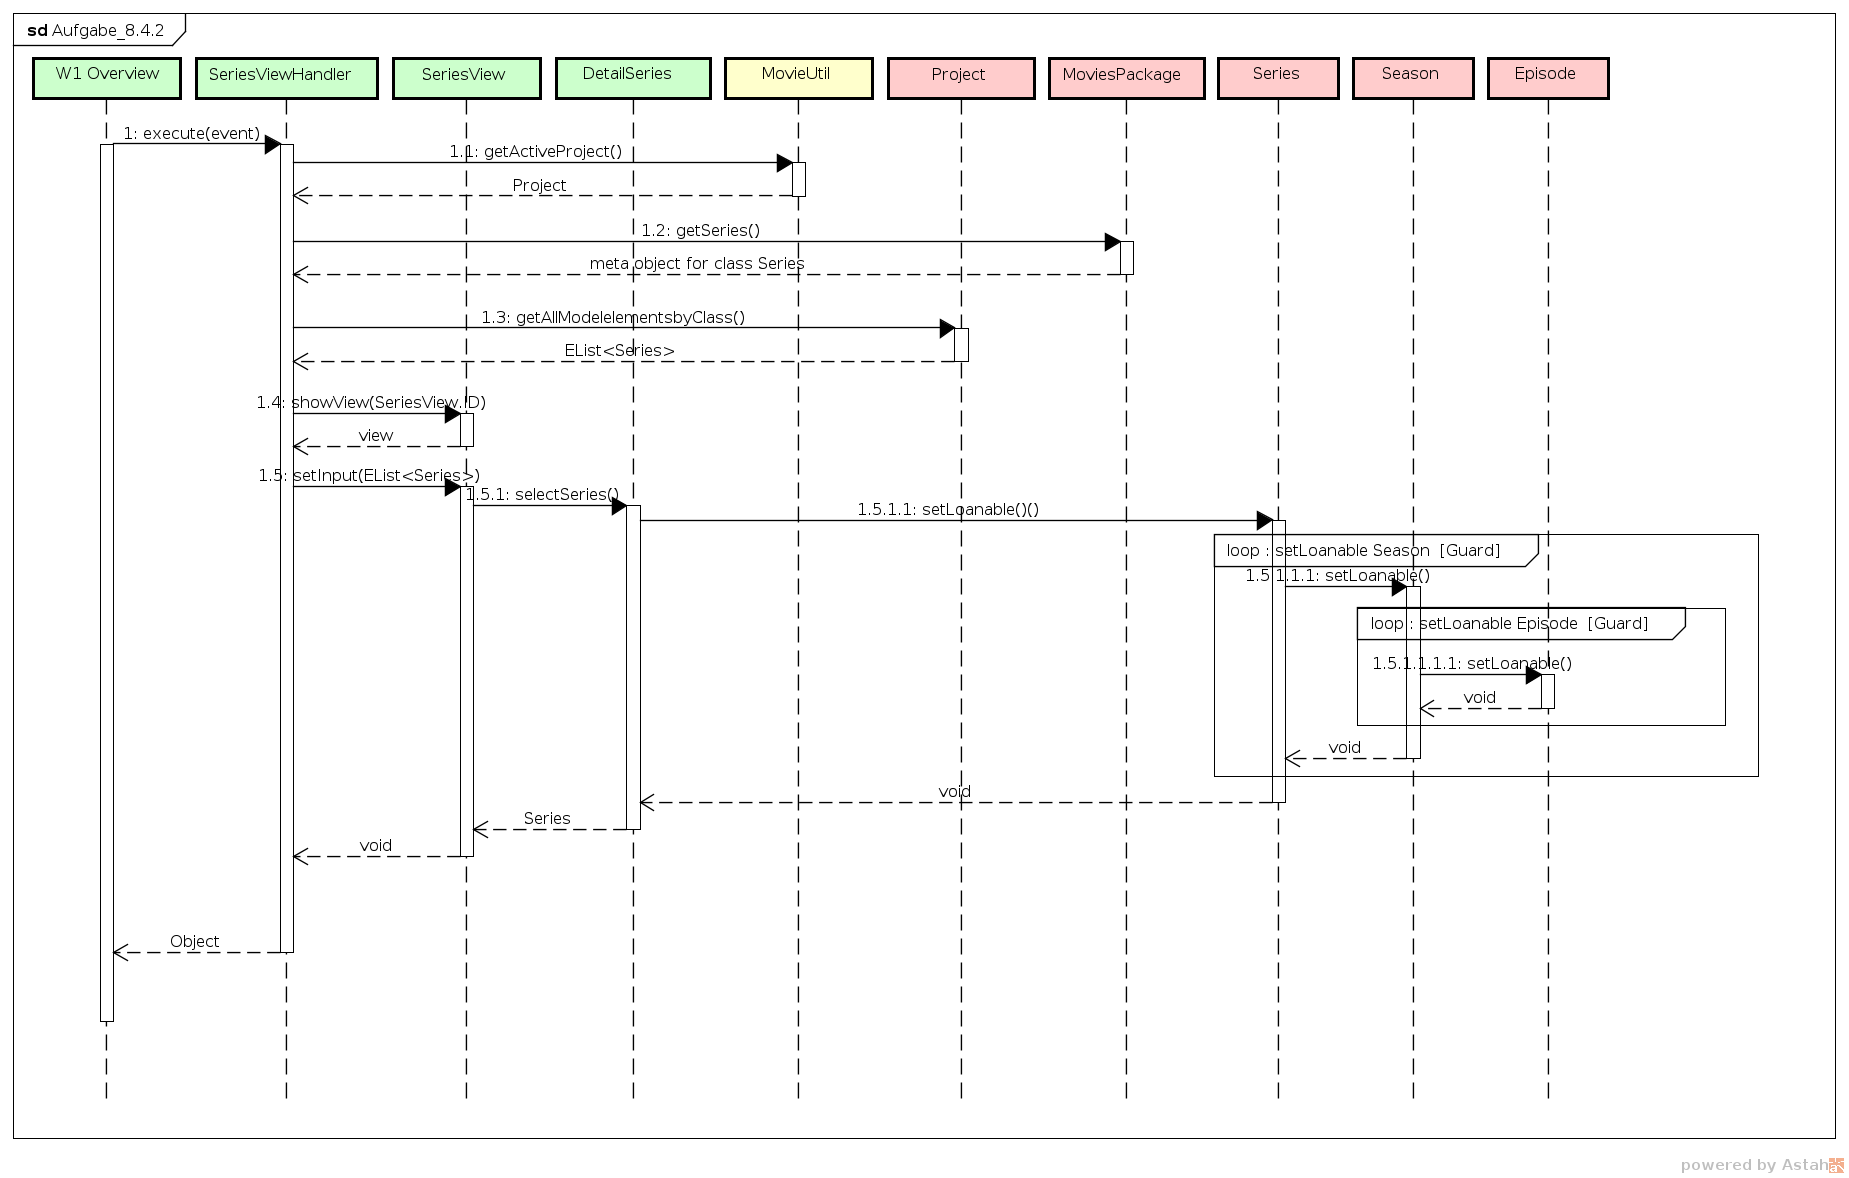 sd Aufgabe_8.4.2
W1 Overview
SeriesViewHandler
SeriesView
DetailSeries
MovieUtil
Project
MoviesPackage
Series
Season
Episode
1: execute(event)
1.1: getActiveProject()
Project
1.2: getSeries()
meta object for class Series
1.3: getAllModelelementsbyClass()
EList<Series>
1.4: showView(SeriesView.ID)
view
1.5: setInput(EList<Series>)
1.5.1: selectSeries()
1.5.1.1: setLoanable()()
loop : setLoanable Season [Guard]
1.5.1.1.1: setLoanable()
loop : setLoanable Episode [Guard]
1.5.1.1.1.1: setLoanable()
void
void
void
Series
void
Object
powered by Astah